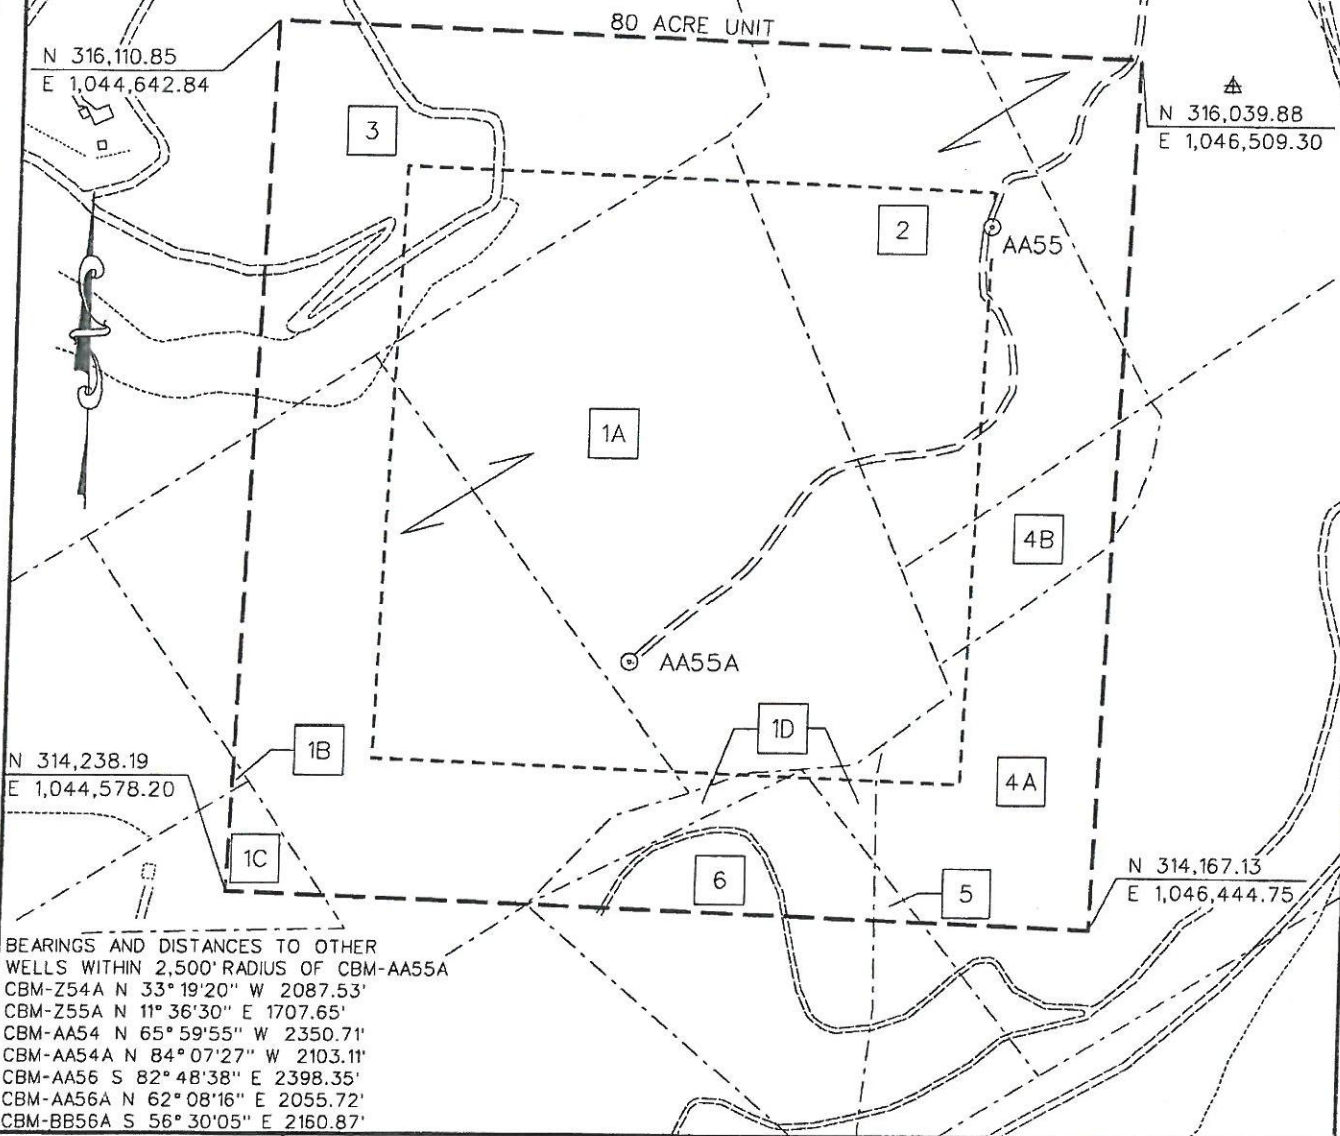 80 ACRE UNIT
N 316,110.85
E 1,044,642.84
N 316,039.88
E 1,046,509.30
3
2
AA55
1A
4B
AA55A
1D
1B
N 314,238.19
E 1,044,578.20
4A
1C
6
5
N 314,167.13
E 1,046,444.75
BEARINGS AND DISTANCES TO OTHER
WELLS WITHIN 2,500' RADIUS OF CBM-AA55A
CBM-Z54A N 33° 19'20" W 2087.53'
CBM-Z55A N 11° 36'30" E 1707.65'
CBM-AA54 N 65° 59'55" W 2350.71'
CBM-AA54A N 84° 07'27" W 2103.11'
CBM-AA56 S 82° 48'38" E 2398.35'
CBM-AA56A N 62° 08'16" E 2055.72'
CBM-BB56A S 56° 30'05" E 2160.87'